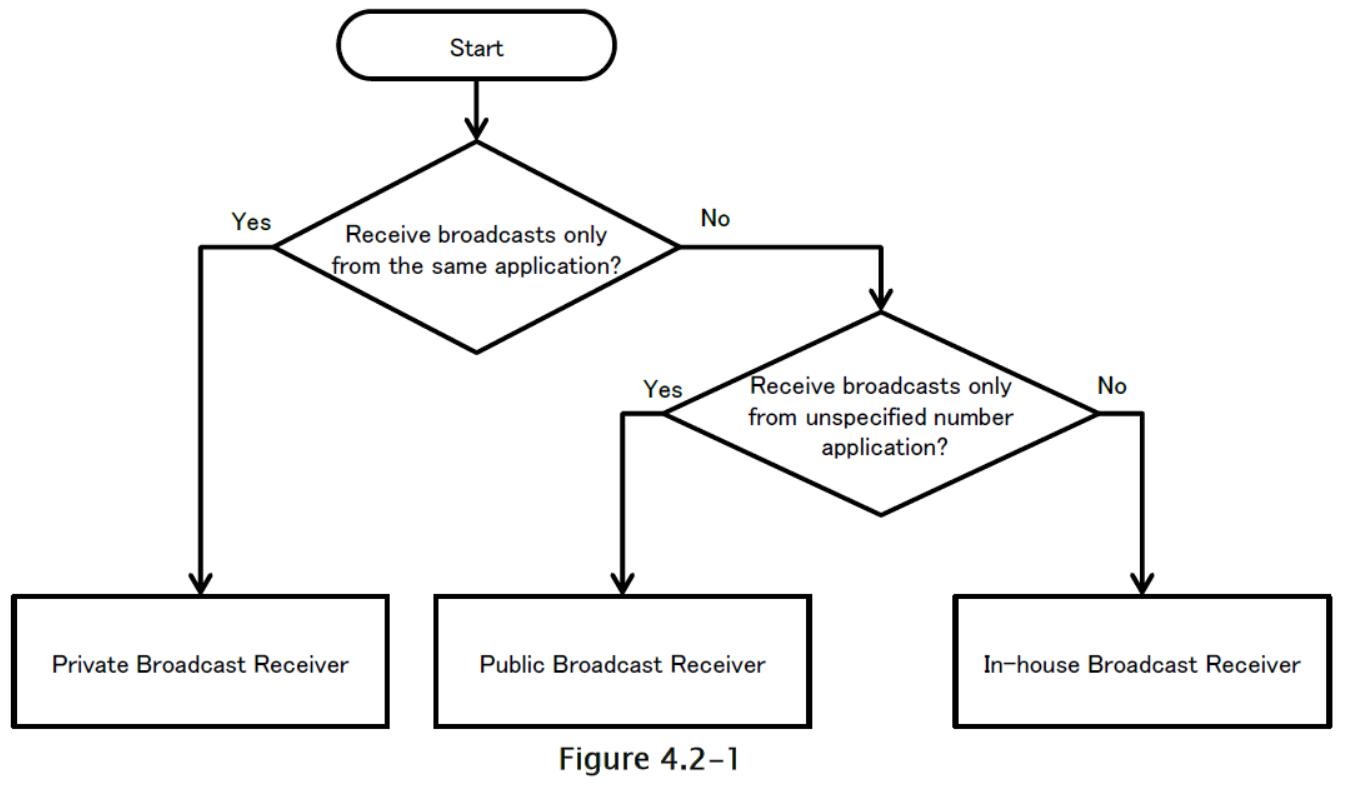 Start
Yes
No
Receive broadcasts only
from the same application?
Yes
No
Receive broadcasts only
from unspecified number
application?
Private Broadcast Receiver
Public Broadcast Receiver
In-house Broadcast Receiver
Figure 4.2-1